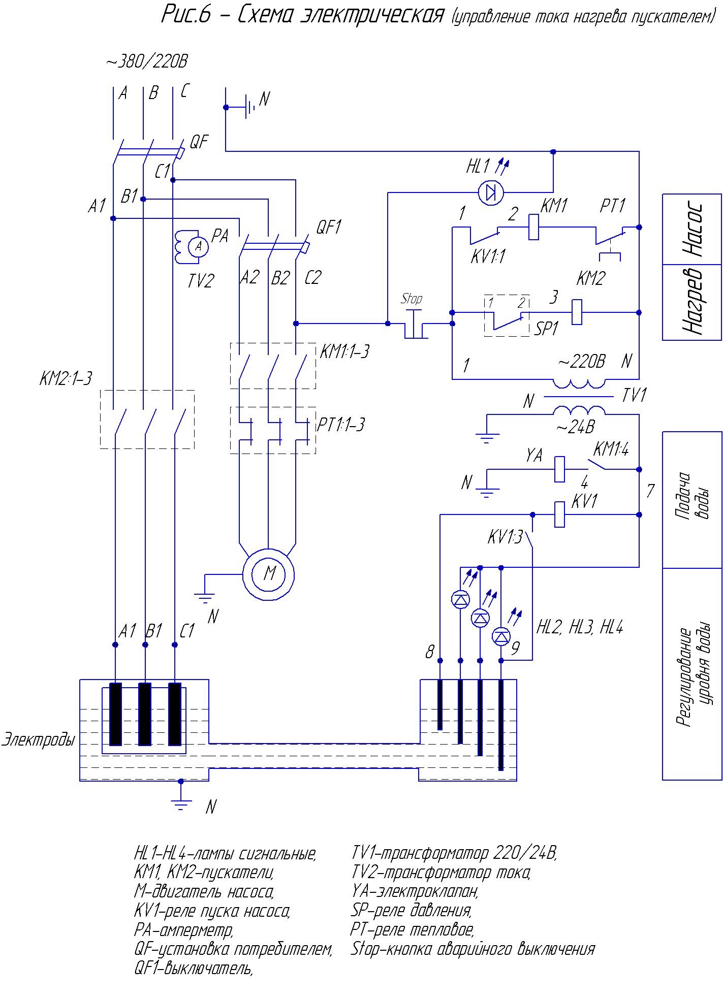 Рис.6 – Схема электрическая (управление тока нагрева пускателем)
~380/220В
A
B
C
N
QF
C1
HL1
B1
A1
1
2
KM1
PT1
Насос
PA
A
QF1
KV1:1
TV2
A2
B2
C2
KM2
Нагрев
Stop
1
2
3
SP1
KM1:1–3
1
~220В
N
KM2:1–3
TV1
N
PT1:1–3
~24В
YA
KM1:4
N
4
7
Подача
воды
KV1
KV1:3
M
N
A1
B1
C1
HL2, HL3, HL4
8
9
Регулирование
уровня воды
Электроды
N
HL1–HL4–лампы сигнальные,
KM1, KM2–пускатели,
M–двигатель насоса,
KV1–реле пуска насоса,
PA–амперметр,
QF–установка потребителем,
QF1–выключатель,
TV1–трансформатор 220/24В,
TV2–трансформатор тока,
YA–электроклапан,
SP–реле давления,
PT–реле тепловое,
Stop–кнопка аварийного выключения